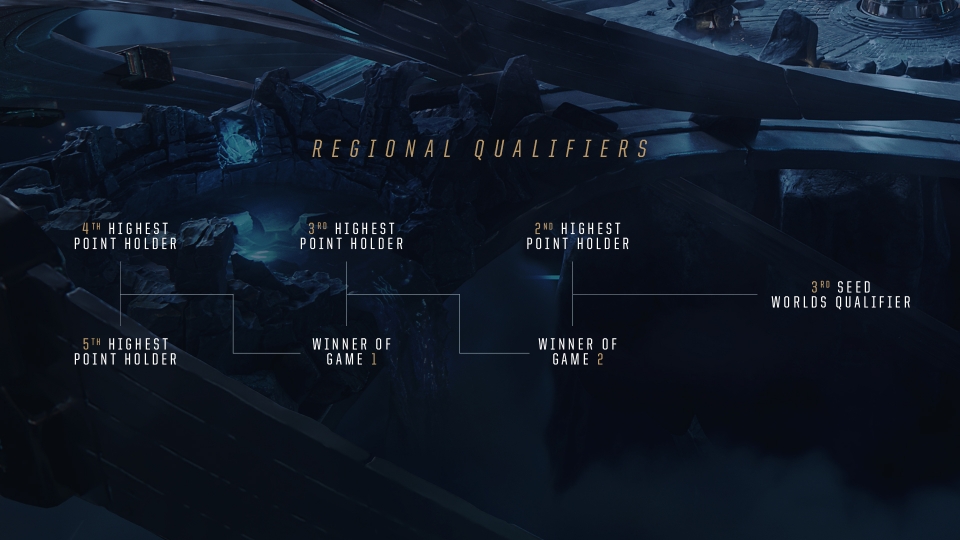 REGIONAL QUALIFIERS
4TH HIGHEST
POINT HOLDER
3RD HIGHEST
POINT HOLDER
2ND HIGHEST
POINT HOLDER
3RD SEED
WORLDS QUALIFIER
5TH HIGHEST
POINT HOLDER
WINNER OF
GAME 1
WINNER OF
GAME 2